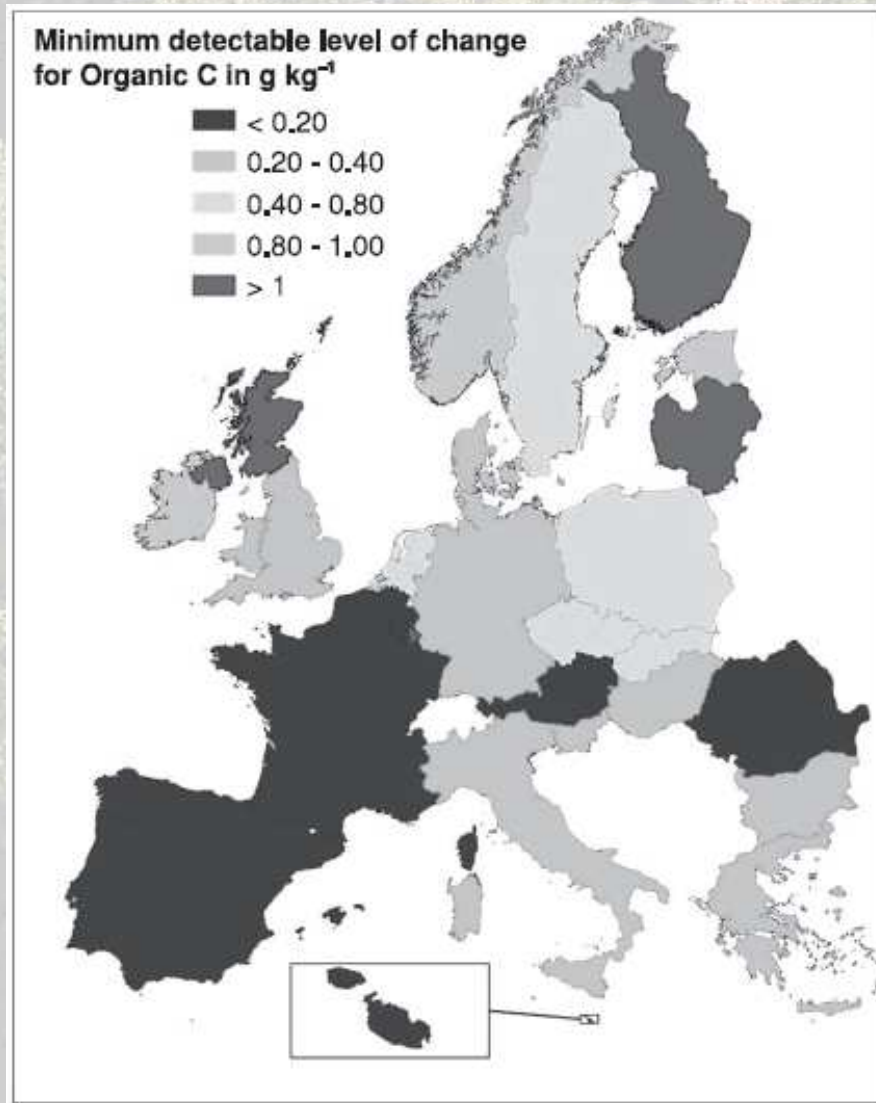 Minimum detectable level of change
for Organic C in g kg⁻¹
< 0.20
0.20 - 0.40
0.40 - 0.80
0.80 - 1.00
> 1